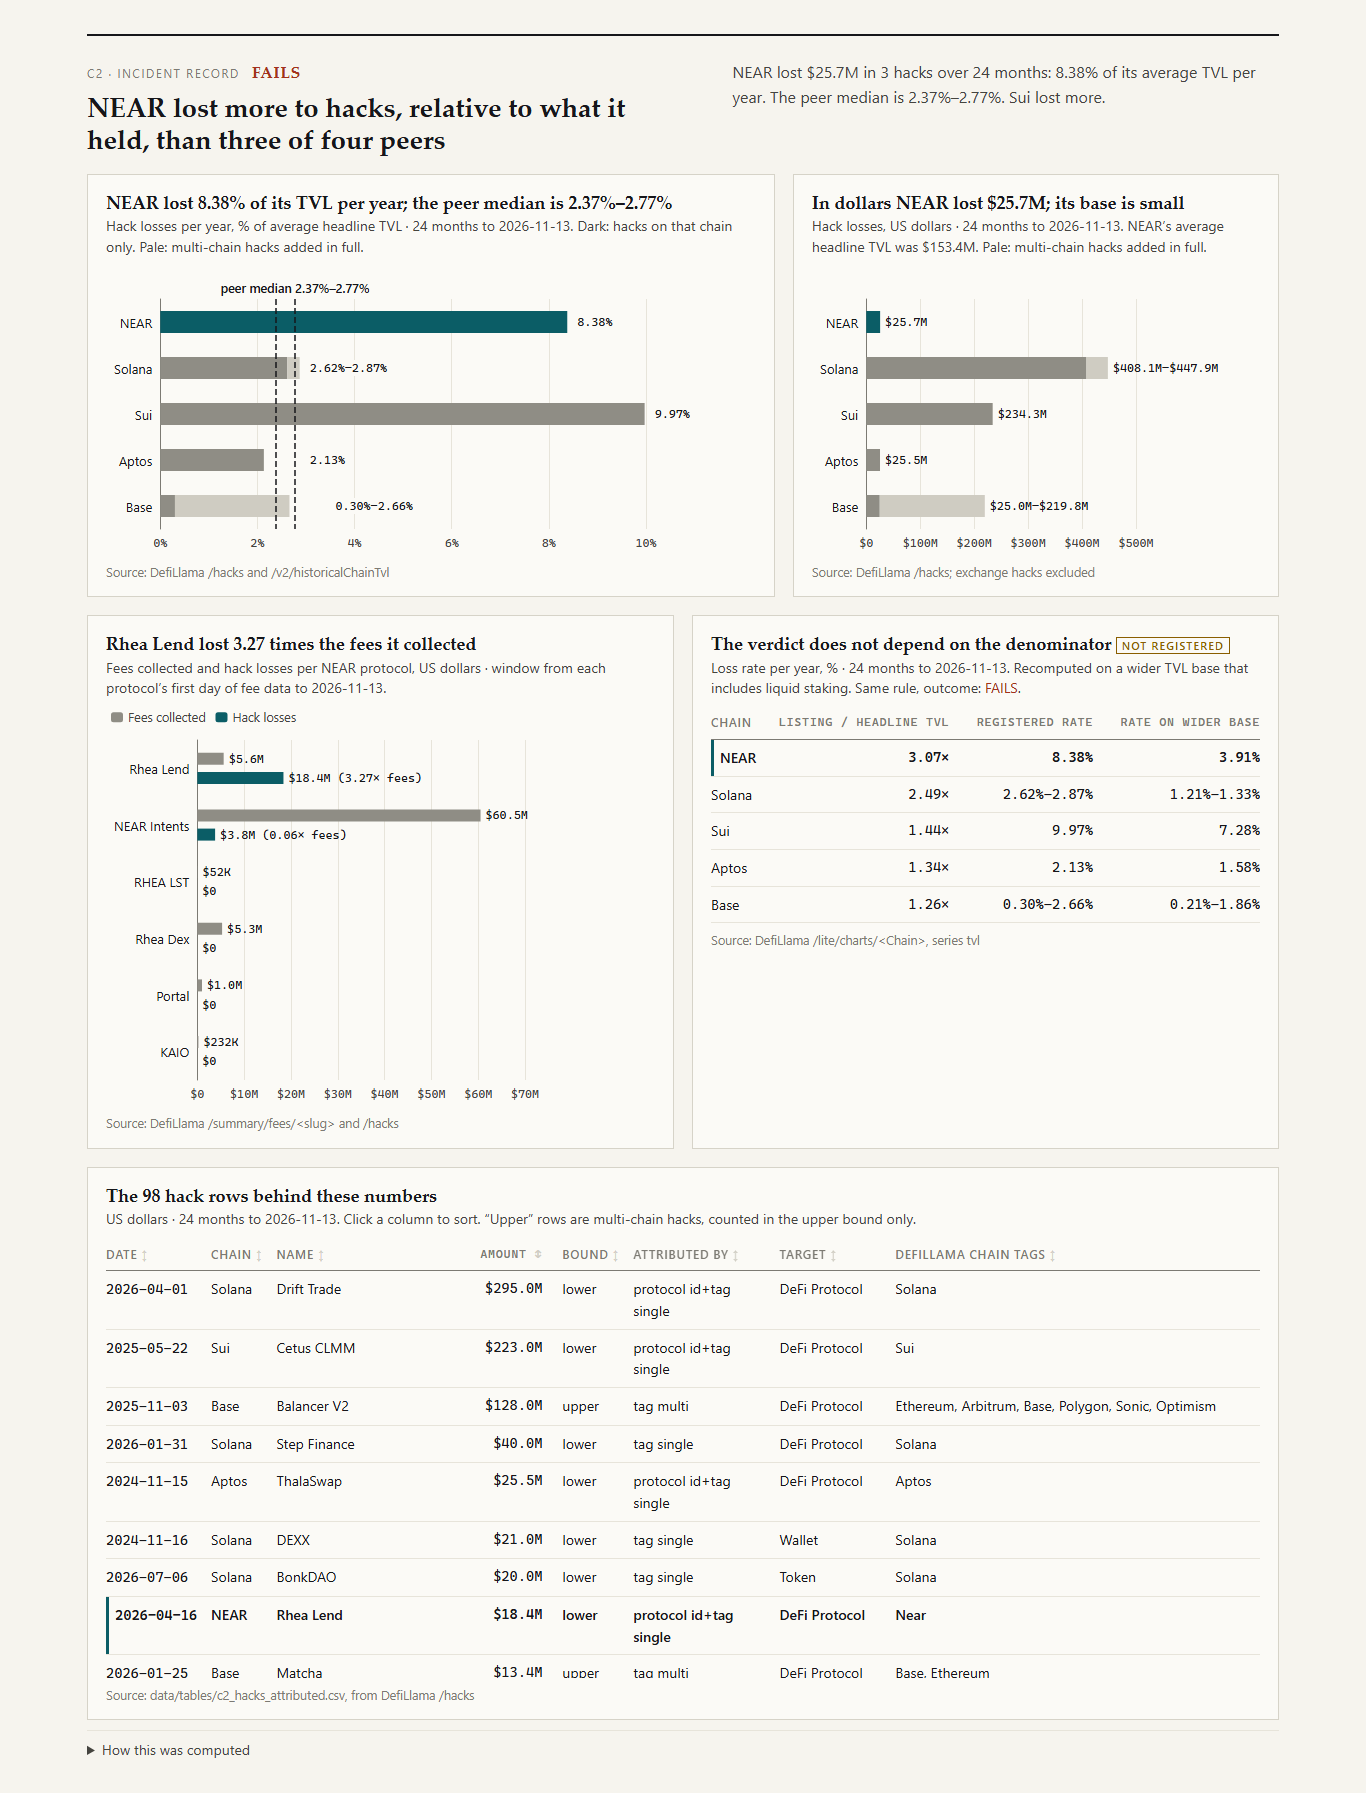 C2 · INCIDENT RECORD FAILS
NEAR lost more to hacks, relative to what it
held, than three of four peers
NEAR lost $25.7M in 3 hacks over 24 months: 8.38% of its average TVL per
year. The peer median is 2.37%–2.77%. Sui lost more.
NEAR lost 8.38% of its TVL per year; the peer median is 2.37%–2.77%
Hack losses per year, % of average headline TVL · 24 months to 2026-11-13. Dark: hacks on that chain
only. Pale: multi-chain hacks added in full.
peer median 2.37%–2.77%
NEAR 8.38%
Solana 2.62%–2.87%
Sui 9.97%
Aptos 2.13%
Base 0.30%–2.66%
0% 2% 4% 6% 8% 10%
Source: DefiLlama /hacks and /v2/historicalChainTvl
In dollars NEAR lost $25.7M; its base is small
Hack losses, US dollars · 24 months to 2026-11-13. NEAR’s average
headline TVL was $153.4M. Pale: multi-chain hacks added in full.
NEAR $25.7M
Solana $408.1M–$447.9M
Sui $234.3M
Aptos $25.5M
Base $25.0M–$219.8M
$0 $100M $200M $300M $400M $500M
Source: DefiLlama /hacks; exchange hacks excluded
Rhea Lend lost 3.27 times the fees it collected
Fees collected and hack losses per NEAR protocol, US dollars · window from each
protocol’s first day of fee data to 2026-11-13.
Fees collected Hack losses
$5.6M
Rhea Lend
$18.4M (3.27× fees)
$60.5M
NEAR Intents
$3.8M (0.06× fees)
$52K
RHEA LST
$0
$5.3M
Rhea Dex
$0
$1.0M
Portal
$0
$232K
KAIO
$0
$0 $10M $20M $30M $40M $50M $60M $70M
Source: DefiLlama /summary/fees/<slug> and /hacks
The verdict does not depend on the denominator NOT REGISTERED
Loss rate per year, % · 24 months to 2026-11-13. Recomputed on a wider TVL base that
includes liquid staking. Same rule, outcome: FAILS.
CHAIN LISTING / HEADLINE TVL REGISTERED RATE RATE ON WIDER BASE
NEAR 3.07× 8.38% 3.91%
Solana 2.49× 2.62%–2.87% 1.21%–1.33%
Sui 1.44× 9.97% 7.28%
Aptos 1.34× 2.13% 1.58%
Base 1.26× 0.30%–2.66% 0.21%–1.86%
Source: DefiLlama /lite/charts/<Chain>, series tvl
The 98 hack rows behind these numbers
US dollars · 24 months to 2026-11-13. Click a column to sort. “Upper” rows are multi-chain hacks, counted in the upper bound only.
DATE ↕ CHAIN ↕ NAME ↕ AMOUNT ⇕ BOUND ↕ ATTRIBUTED BY ↕ TARGET ↕ DEFILLAMA CHAIN TAGS ↕
2026-04-01 Solana Drift Trade $295.0M lower protocol id+tag DeFi Protocol Solana
single
2025-05-22 Sui Cetus CLMM $223.0M lower protocol id+tag DeFi Protocol Sui
single
2025-11-03 Base Balancer V2 $128.0M upper tag multi DeFi Protocol Ethereum, Arbitrum, Base, Polygon, Sonic, Optimism
2026-01-31 Solana Step Finance $40.0M lower tag single DeFi Protocol Solana
2024-11-15 Aptos ThalaSwap $25.5M lower protocol id+tag DeFi Protocol Aptos
single
2024-11-16 Solana DEXX $21.0M lower tag single Wallet Solana
2026-07-06 Solana BonkDAO $20.0M lower tag single Token Solana
2026-04-16 NEAR Rhea Lend $18.4M lower protocol id+tag DeFi Protocol Near
single
2026-01-25 Base Matcha $13.4M upper tag multi DeFi Protocol Base, Ethereum
Source: data/tables/c2_hacks_attributed.csv, from DefiLlama /hacks
▶ How this was computed